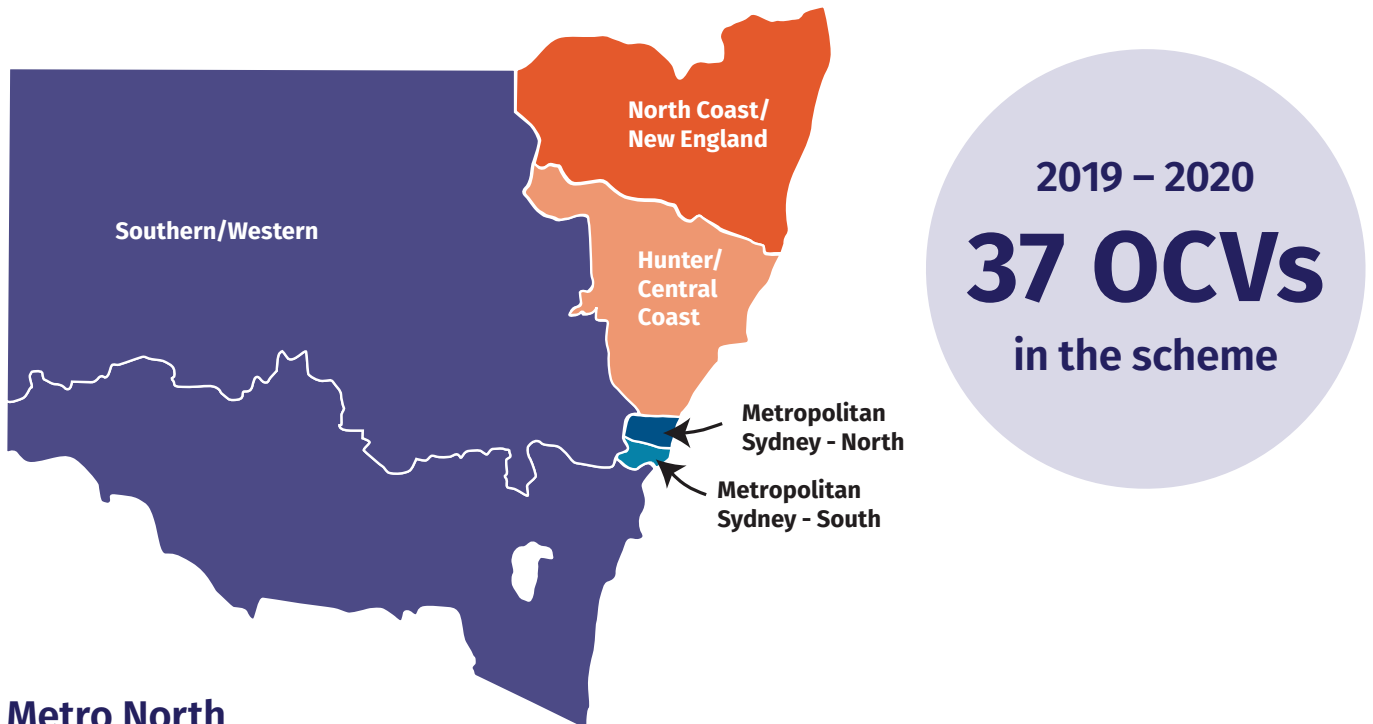 North Coast/
New England
Southern/Western
Hunter/
Central
Coast
Metropolitan
Sydney - North
Metropolitan
Sydney - South
2019 – 2020
37 OCVs
in the scheme
Metro North